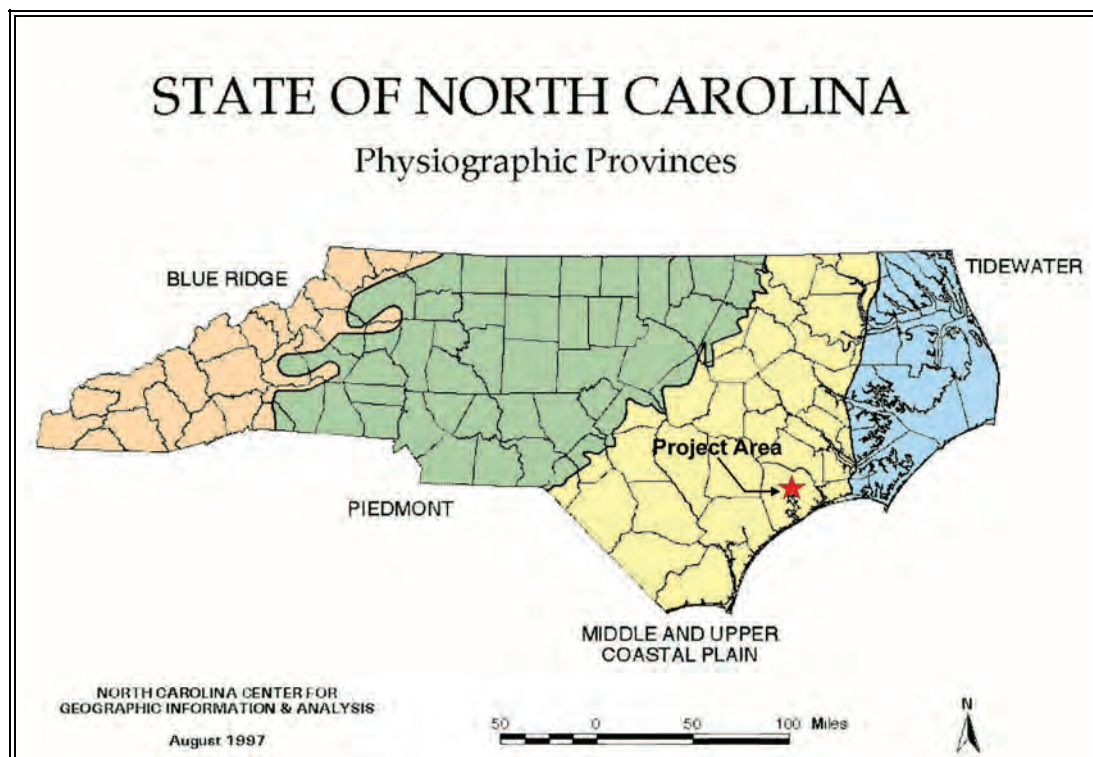 STATE OF NORTH CAROLINA
Physiographic Provinces
BLUE RIDGE
TIDEWATER
Project Area
PIEDMONT
MIDDLE AND UPPER
COASTAL PLAIN
NORTH CAROLINA CENTER FOR
GEOGRAPHIC INFORMATION & ANALYSIS
August 1997
50 0 50 100 Miles
N